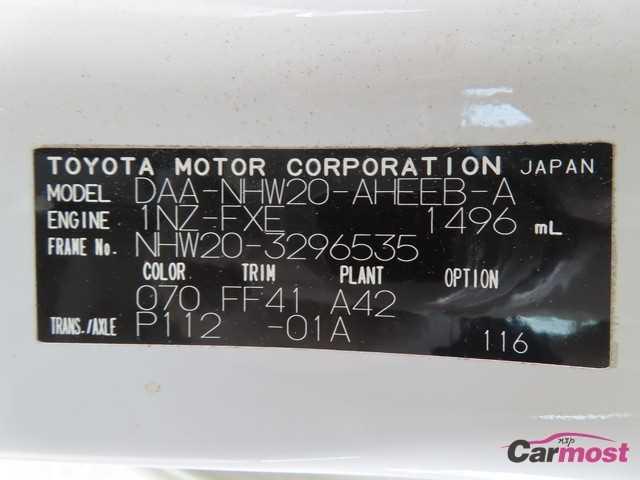 TOYOTA MOTOR CORPORATION JAPAN
MODEL DAA-NHW20-AHEEB-A
ENGINE 1NZ-FXE 1496 mL
FRAME No. NHW20-3296535
COLOR TRIM PLANT OPTION
070 FF41 A42
TRANS./AXLE P112 -01A
116
nxp
Carmost